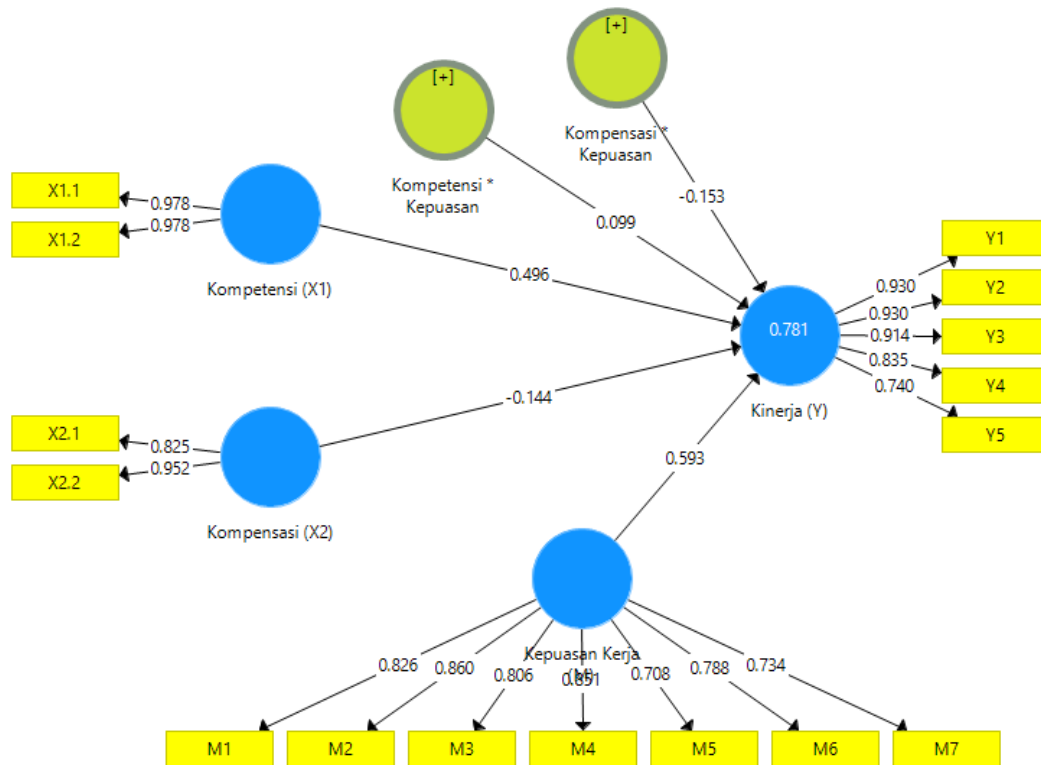 [+]
[+]
Kompensasi *
Kepuasan
Kompetensi *
Kepuasan
X1.1
X1.2
0.978
0.978
Kompetensi (X1)
0.099
-0.153
0.496
-0.144
0.593
X2.1
X2.2
0.825
0.952
Kompensasi (X2)
0.781
Kinerja (Y)
0.930
0.930
0.914
0.835
0.740
Y1
Y2
Y3
Y4
Y5
Kepuasan Kerja
(M)
0.826
0.860
0.806
0.708
0.788
0.734
M1
M2
M3
M4
M5
M6
M7